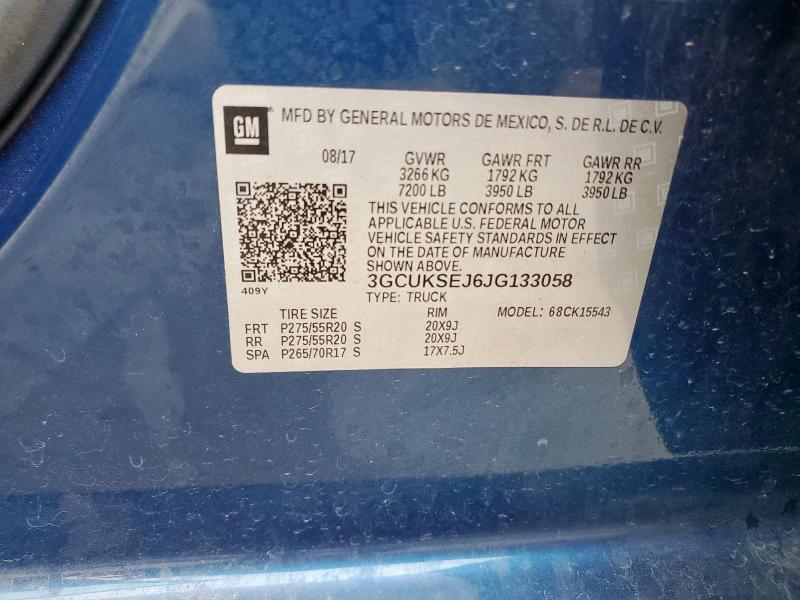 GM MFD BY GENERAL MOTORS DE MEXICO, S. DE R.L. DE C.V.
08/17 GVWR GAWR FRT GAWR RR
3266 KG 1792 KG 1792 KG
7200 LB 3950 LB 3950 LB
THIS VEHICLE CONFORMS TO ALL
APPLICABLE U.S. FEDERAL MOTOR
VEHICLE SAFETY STANDARDS IN EFFECT
ON THE DATE OF MANUFACTURE
SHOWN ABOVE.
3GCUKSEJ6JG133058
409Y
TYPE: TRUCK
TIRE SIZE RIM MODEL: 68CK15543
FRT P275/55R20 S 20X9J
RR P275/55R20 S 20X9J
SPA P265/70R17 S 17X7.5J